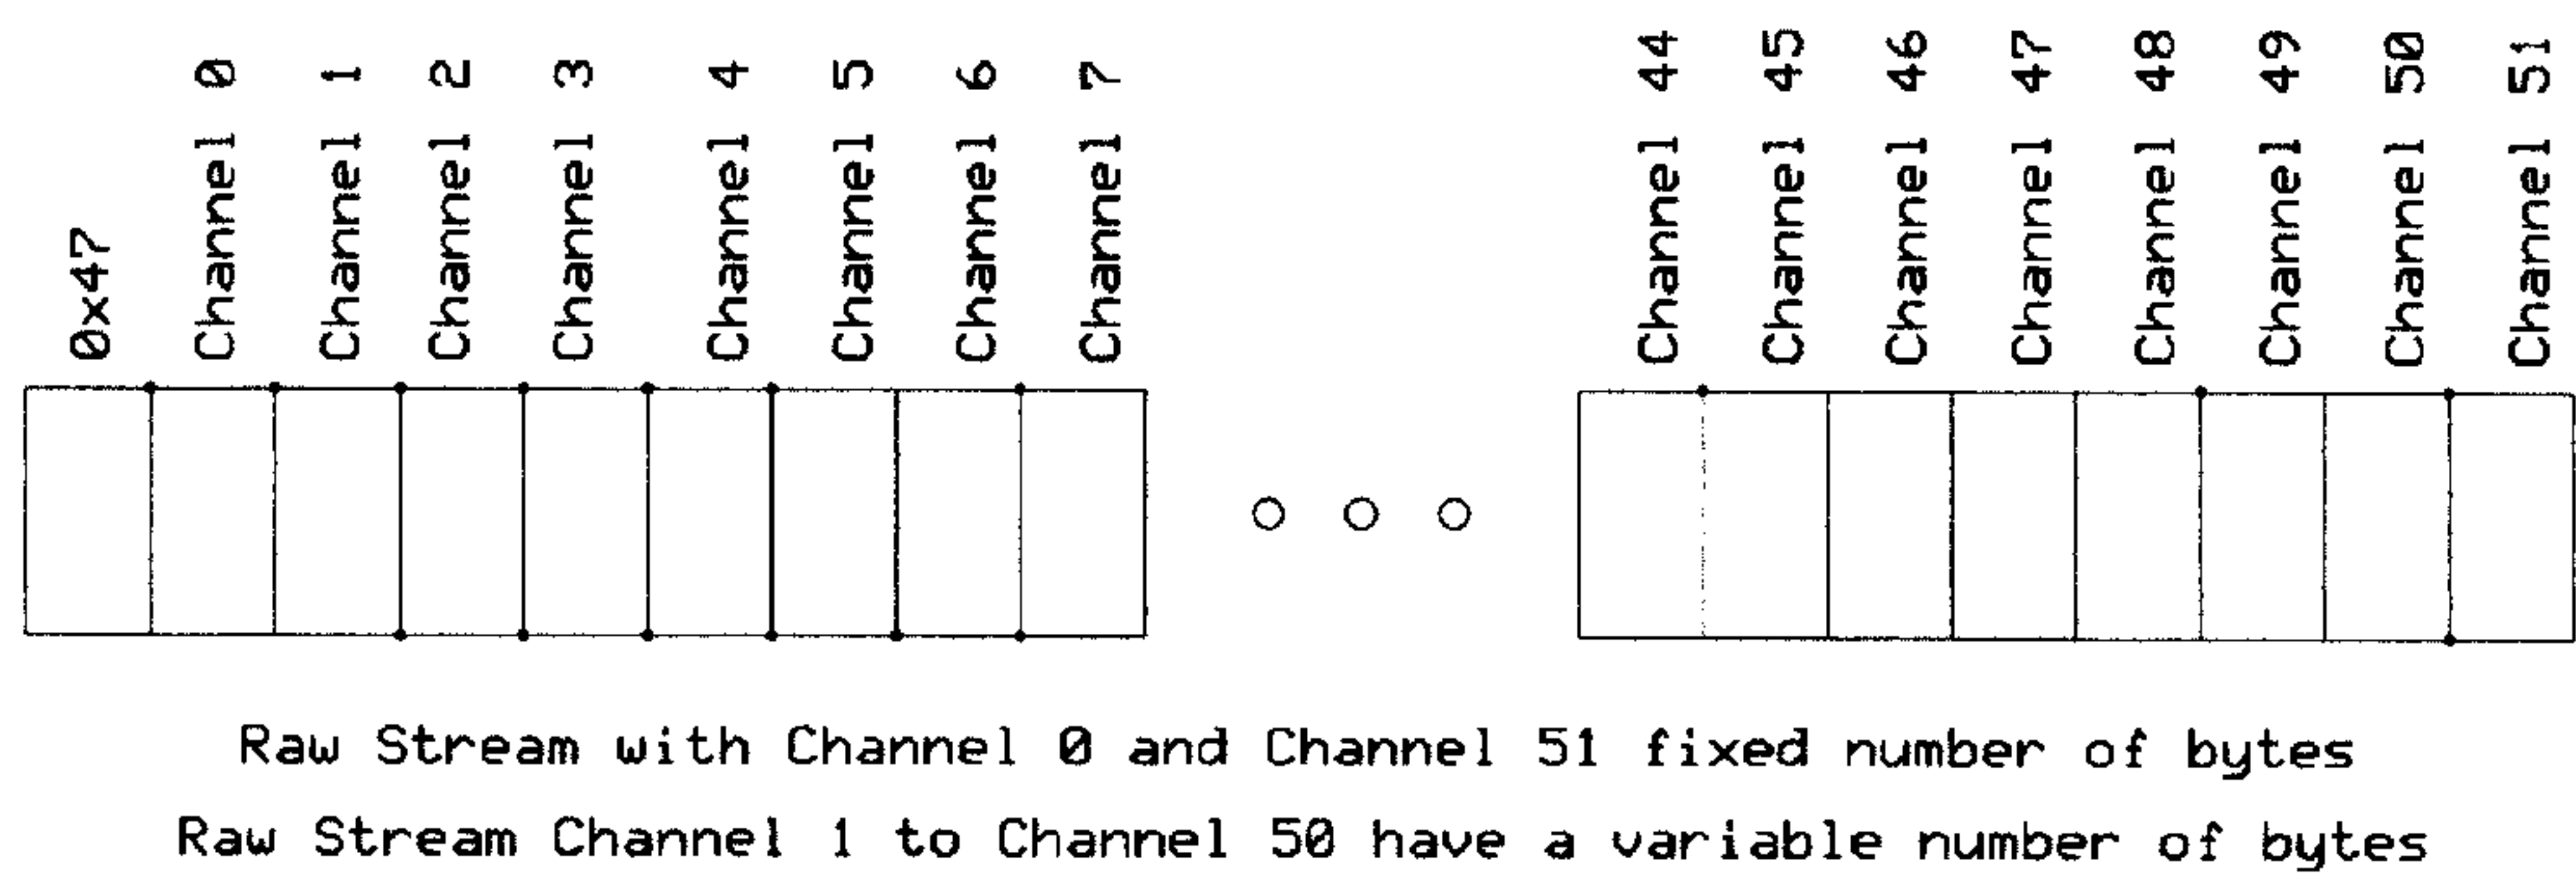 0x47
Channel 0
Channel 1
Channel 2
Channel 3
Channel 4
Channel 5
Channel 6
Channel 7
Channel 44
Channel 45
Channel 46
Channel 47
Channel 48
Channel 49
Channel 50
Channel 51
Raw Stream with Channel 0 and Channel 51 fixed number of bytes
Raw Stream Channel 1 to Channel 50 have a variable number of bytes